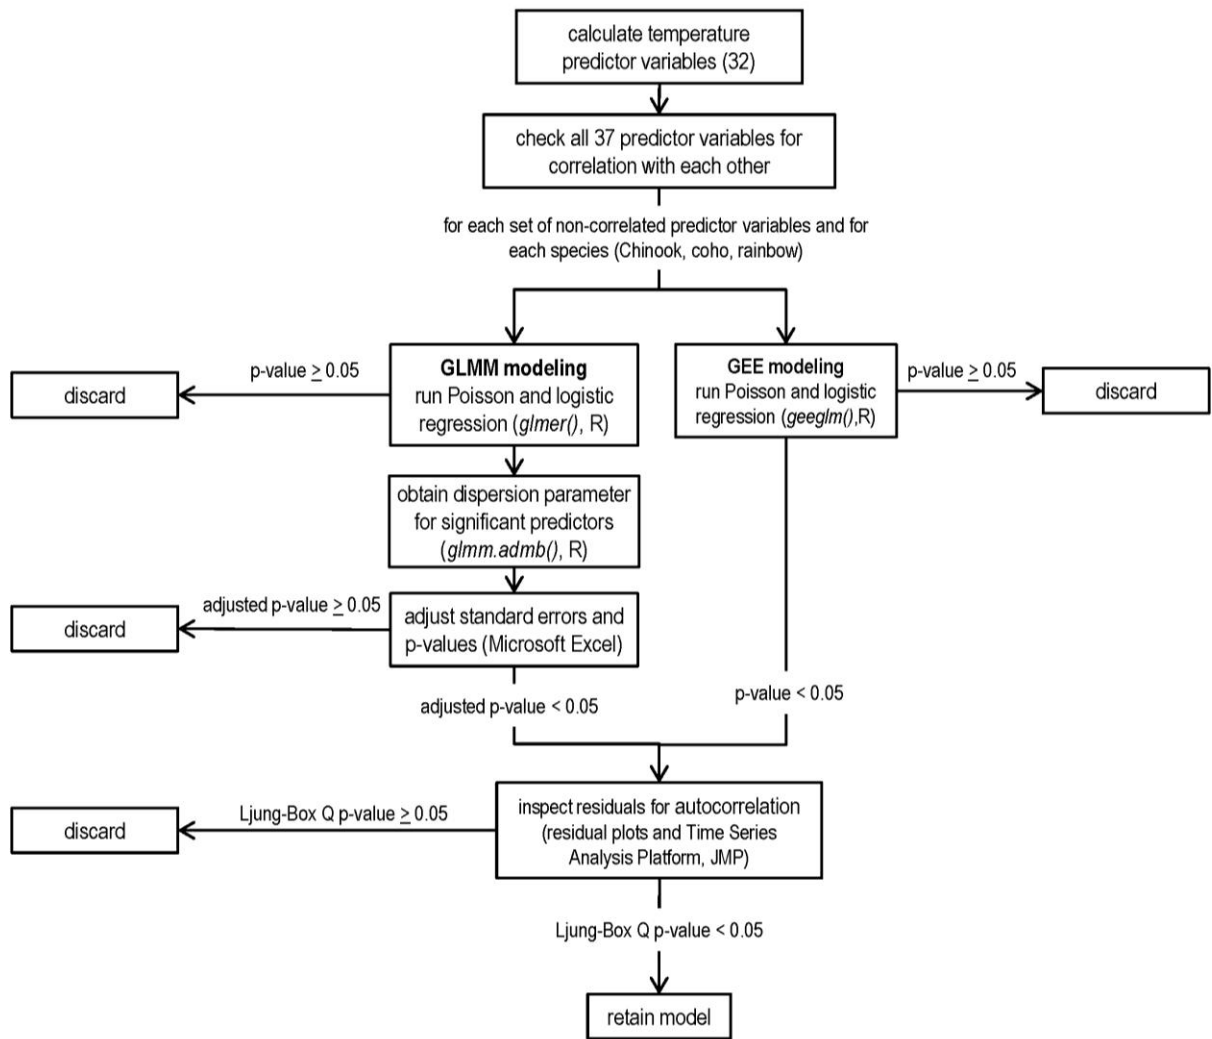 calculate temperature
predictor variables (32)
check all 37 predictor variables for
correlation with each other
for each set of non-correlated predictor variables and for
each species (Chinook, coho, rainbow)
discard
p-value ≥ 0.05
GLMM modeling
run Poisson and logistic
regression (glmer(), R)
GEE modeling
run Poisson and logistic
regression (geeglm(),R)
p-value ≥ 0.05
discard
obtain dispersion parameter
for significant predictors
(glmm.admb(), R)
discard
adjusted p-value ≥ 0.05
adjust standard errors and
p-values (Microsoft Excel)
adjusted p-value < 0.05
p-value < 0.05
discard
Ljung-Box Q p-value ≥ 0.05
inspect residuals for autocorrelation
(residual plots and Time Series
Analysis Platform, JMP)
Ljung-Box Q p-value < 0.05
retain model